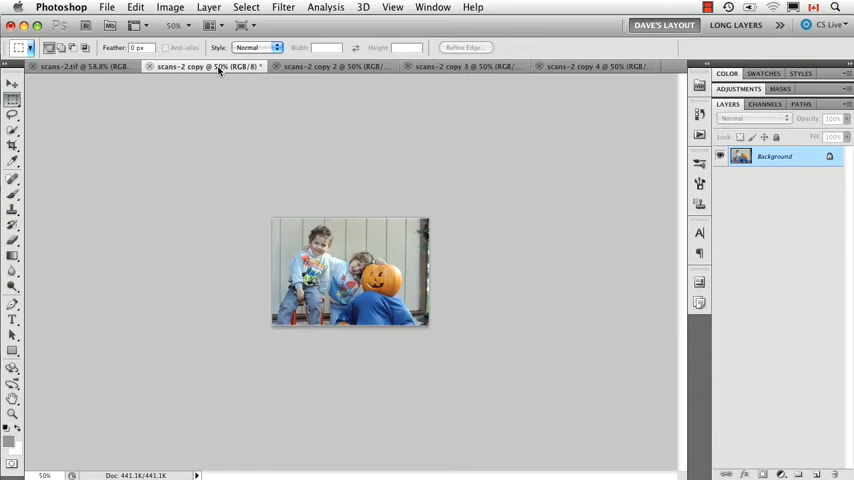 Photoshop File Edit Image Layer Select Filter Analysis 3D View Window Help
Ps Br Mb 50% DAVE'S LAYOUT LONG LAYERS CS Live
Feather: 0 px Anti-alias Style: Normal Width: Height: Refine Edge...
scans-2.tif @ 58.8% (RGB... scans-2 copy @ 50% (RGB/8) * scans-2 copy 2 @ 50% (RGB/... scans-2 copy 3 @ 50% (RGB/... scans-2 copy 4 @ 50% (RGB/...
COLOR SWATCHES STYLES
ADJUSTMENTS MASKS
LAYERS CHANNELS PATHS
Normal Opacity: 100%
Lock: Fill: 100%
Background
50% Doc: 441.1K/441.1K